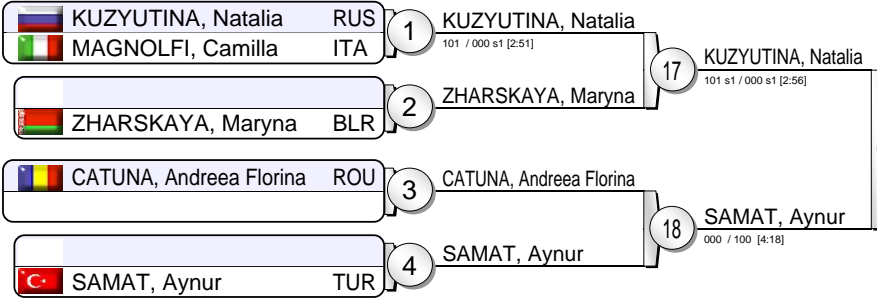 KUZYUTINA, Natalia RUS
MAGNOLFI, Camilla ITA
1
KUZYUTINA, Natalia
101 / 000 s1 [2:51]
ZHARSKAYA, Maryna BLR
2
ZHARSKAYA, Maryna
17
KUZYUTINA, Natalia
101 s1 / 000 s1 [2:56]
CATUNA, Andreea Florina ROU
3
CATUNA, Andreea Florina
SAMAT, Aynur TUR
4
SAMAT, Aynur
18
SAMAT, Aynur
000 / 100 [4:18]